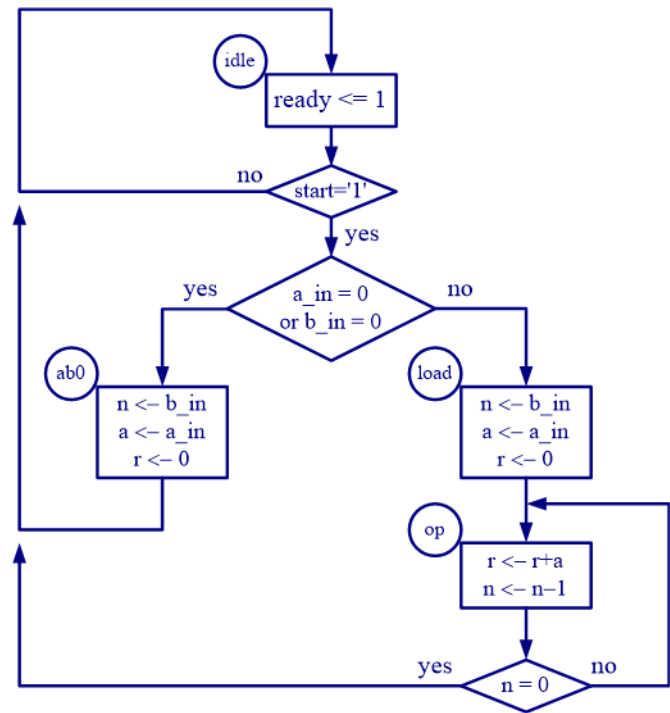 idle
ready <= 1
no
start='1'
yes
yes
a_in = 0
or b_in = 0
no
ab0
n <– b_in
a <– a_in
r <– 0
load
n <– b_in
a <– a_in
r <– 0
op
r <– r+a
n <– n–1
yes
n = 0
no